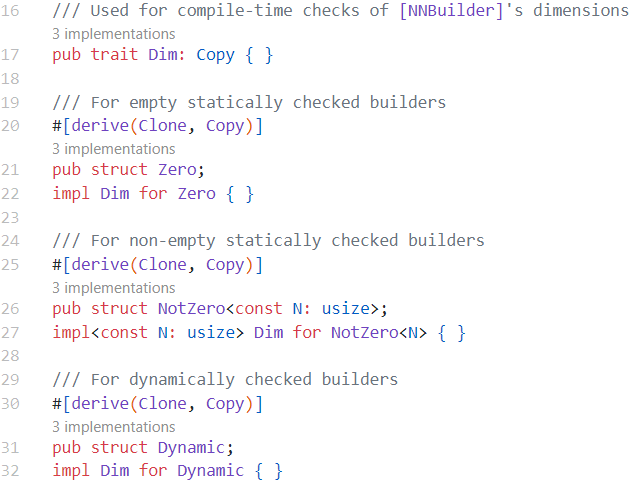 16 /// Used for compile-time checks of [NNBuilder]'s dimensions
3 implementations
17 pub trait Dim: Copy { }
18
19 /// For empty statically checked builders
20 #[derive(Clone, Copy)]
3 implementations
21 pub struct Zero;
22 impl Dim for Zero { }
23
24 /// For non-empty statically checked builders
25 #[derive(Clone, Copy)]
3 implementations
26 pub struct NotZero<const N: usize>;
27 impl<const N: usize> Dim for NotZero<N> { }
28
29 /// For dynamically checked builders
30 #[derive(Clone, Copy)]
3 implementations
31 pub struct Dynamic;
32 impl Dim for Dynamic { }